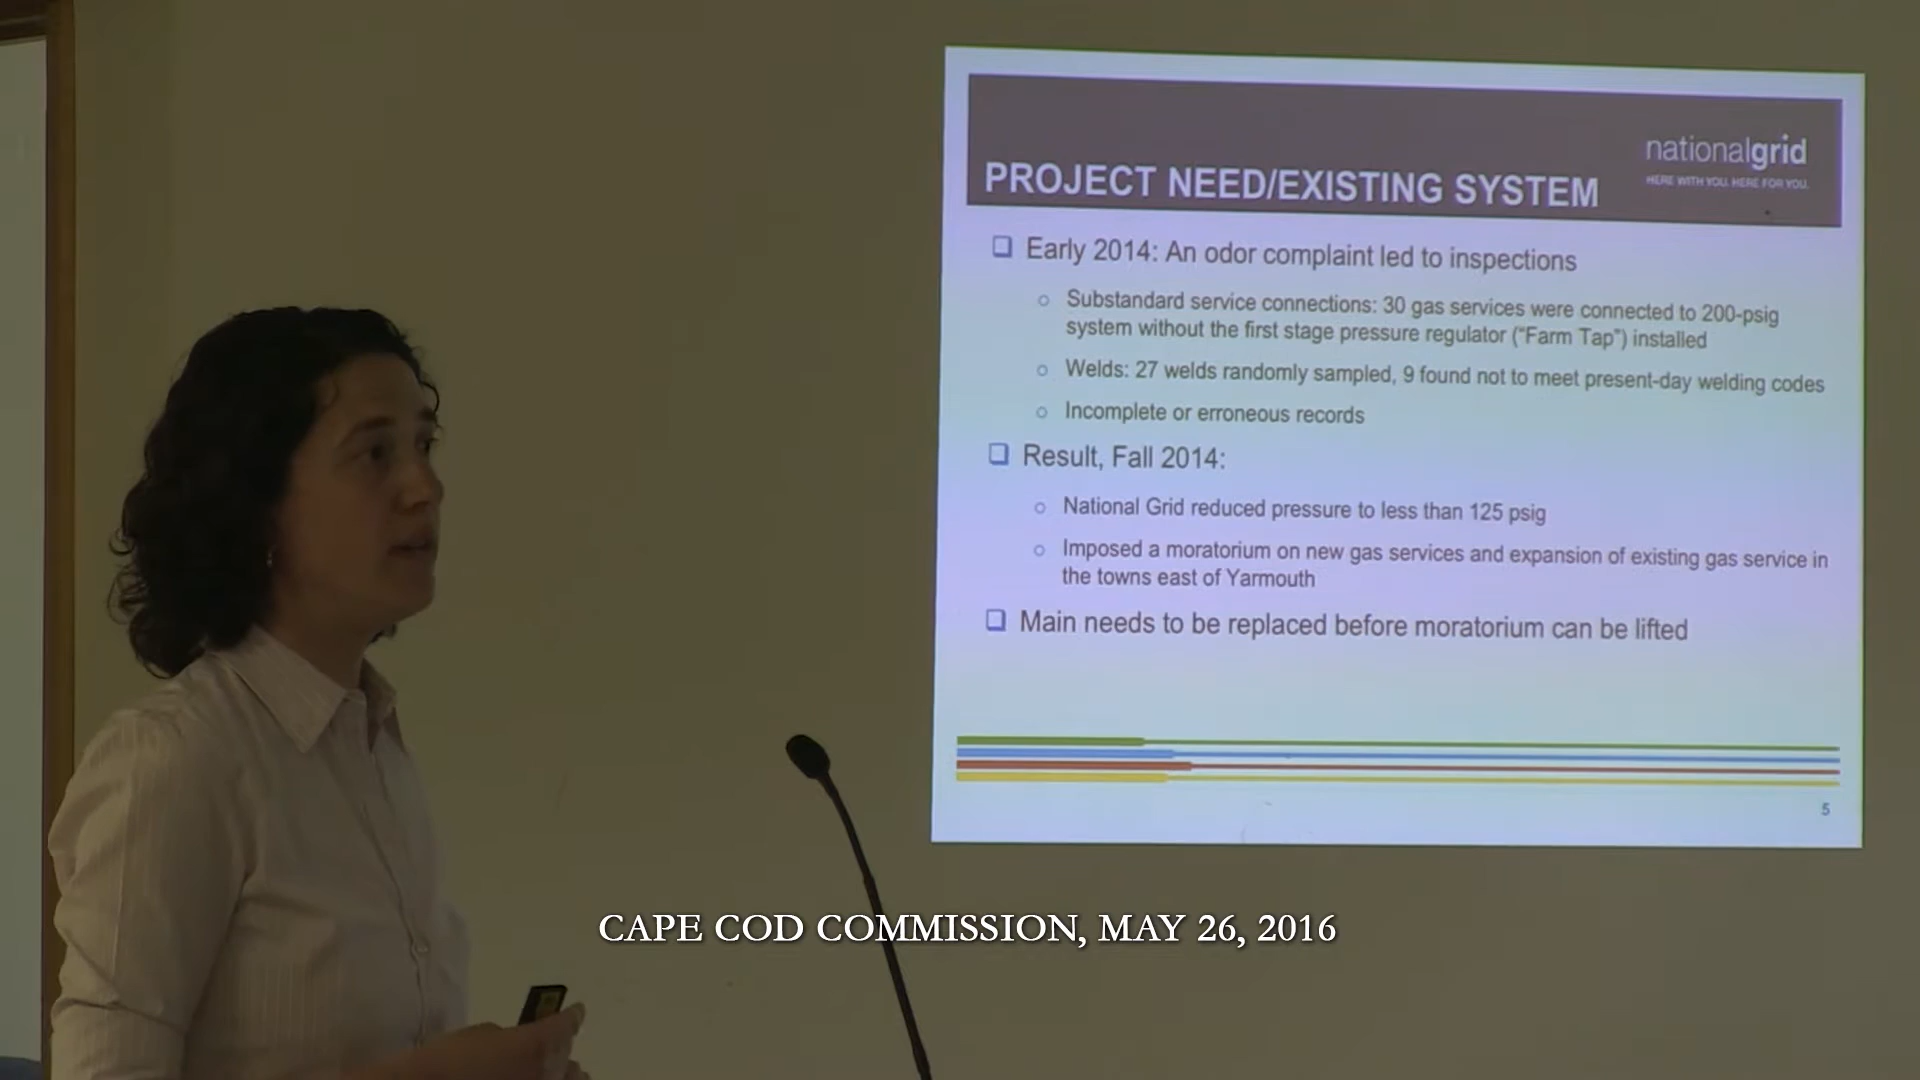 nationalgrid
HERE WITH YOU. HERE FOR YOU.
PROJECT NEED/EXISTING SYSTEM
Early 2014: An odor complaint led to inspections
Substandard service connections: 30 gas services were connected to 200-psig
system without the first stage pressure regulator ("Farm Tap") installed
Welds: 27 welds randomly sampled, 9 found not to meet present-day welding codes
Incomplete or erroneous records
Result, Fall 2014:
National Grid reduced pressure to less than 125 psig
Imposed a moratorium on new gas services and expansion of existing gas service in
the towns east of Yarmouth
Main needs to be replaced before moratorium can be lifted
5
CAPE COD COMMISSION, MAY 26, 2016